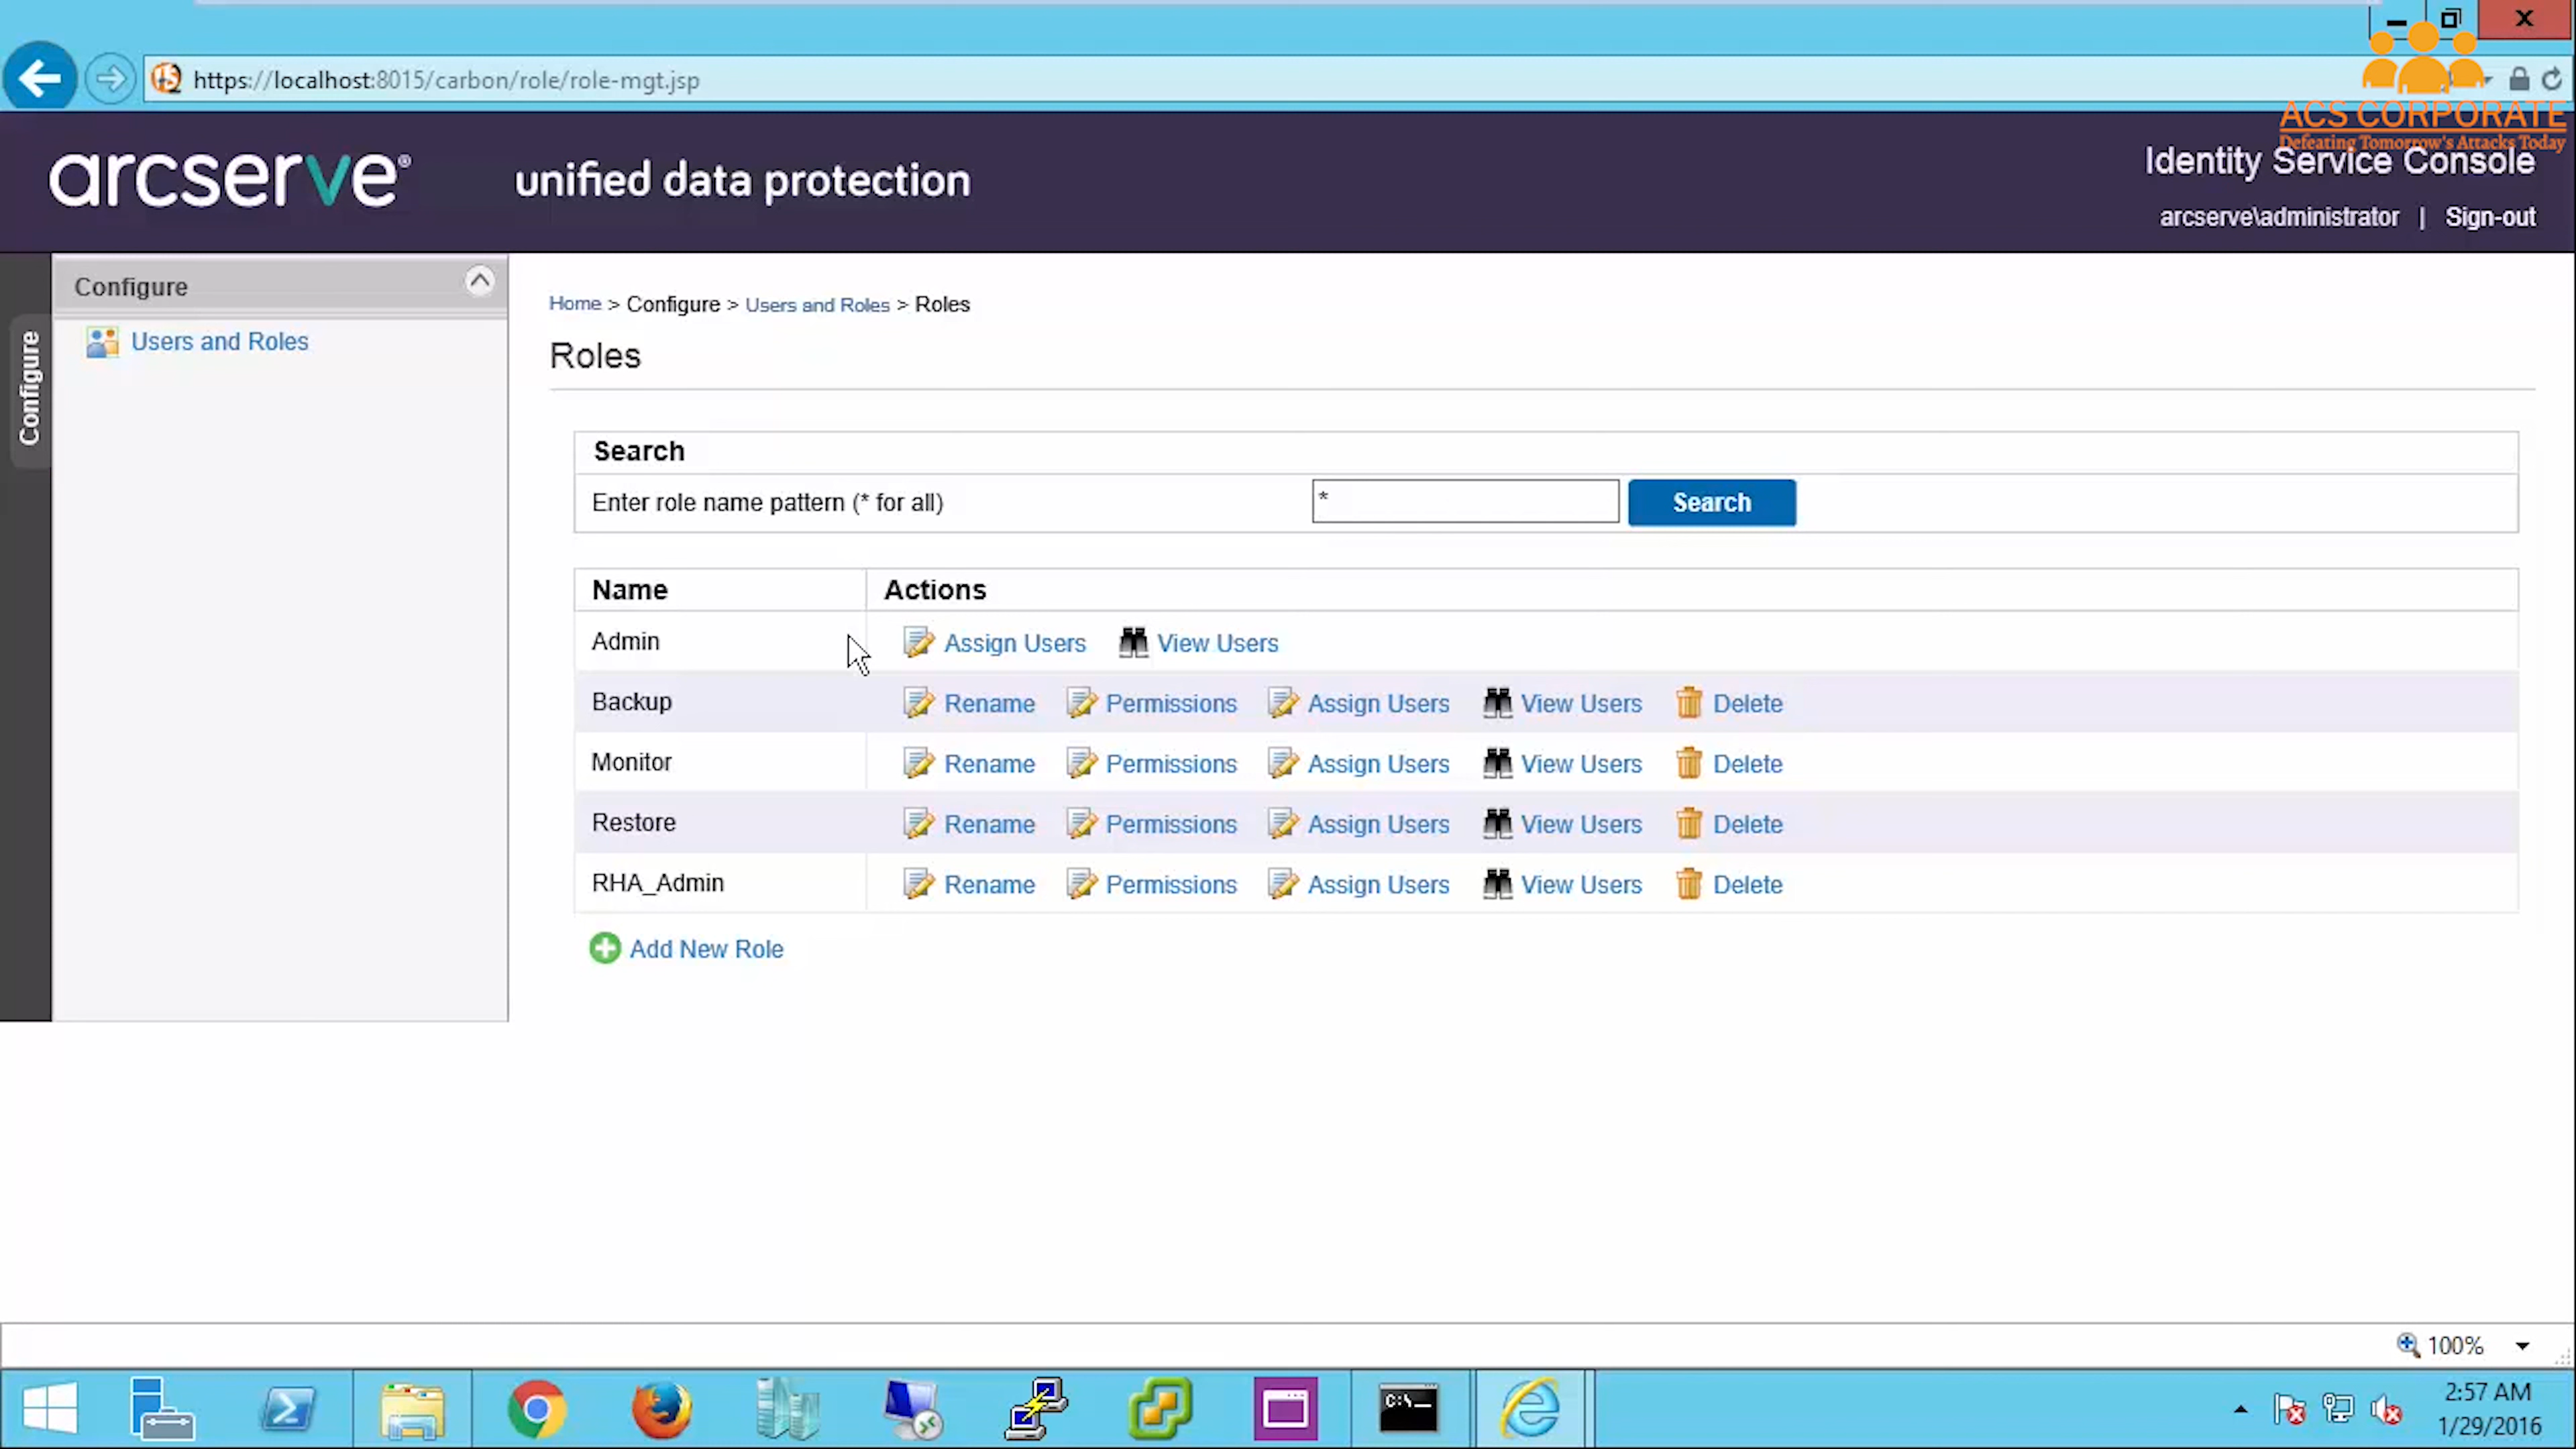 https://localhost:8015/carbon/role/role-mgt.jsp
ACS CORPORATE
Defeating Tomorrow's Attacks Today
arcserve®
unified data protection
Identity Service Console
arcserve\administrator | Sign-out
Configure
Configure
Users and Roles
Home > Configure > Users and Roles > Roles
Roles
Search
Enter role name pattern (* for all) * Search
Name Actions
Admin Assign Users View Users
Backup Rename Permissions Assign Users View Users Delete
Monitor Rename Permissions Assign Users View Users Delete
Restore Rename Permissions Assign Users View Users Delete
RHA_Admin Rename Permissions Assign Users View Users Delete
Add New Role
100%
C:\_
2:57 AM
1/29/2016